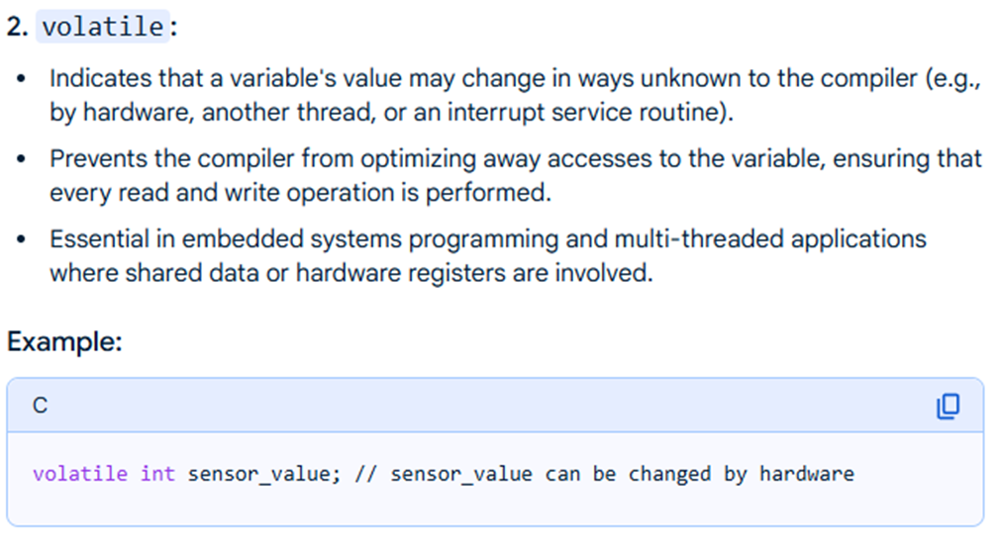 2. volatile:
• Indicates that a variable's value may change in ways unknown to the compiler (e.g.,
by hardware, another thread, or an interrupt service routine).
• Prevents the compiler from optimizing away accesses to the variable, ensuring that
every read and write operation is performed.
• Essential in embedded systems programming and multi-threaded applications
where shared data or hardware registers are involved.
Example:
C
volatile int sensor_value; // sensor_value can be changed by hardware